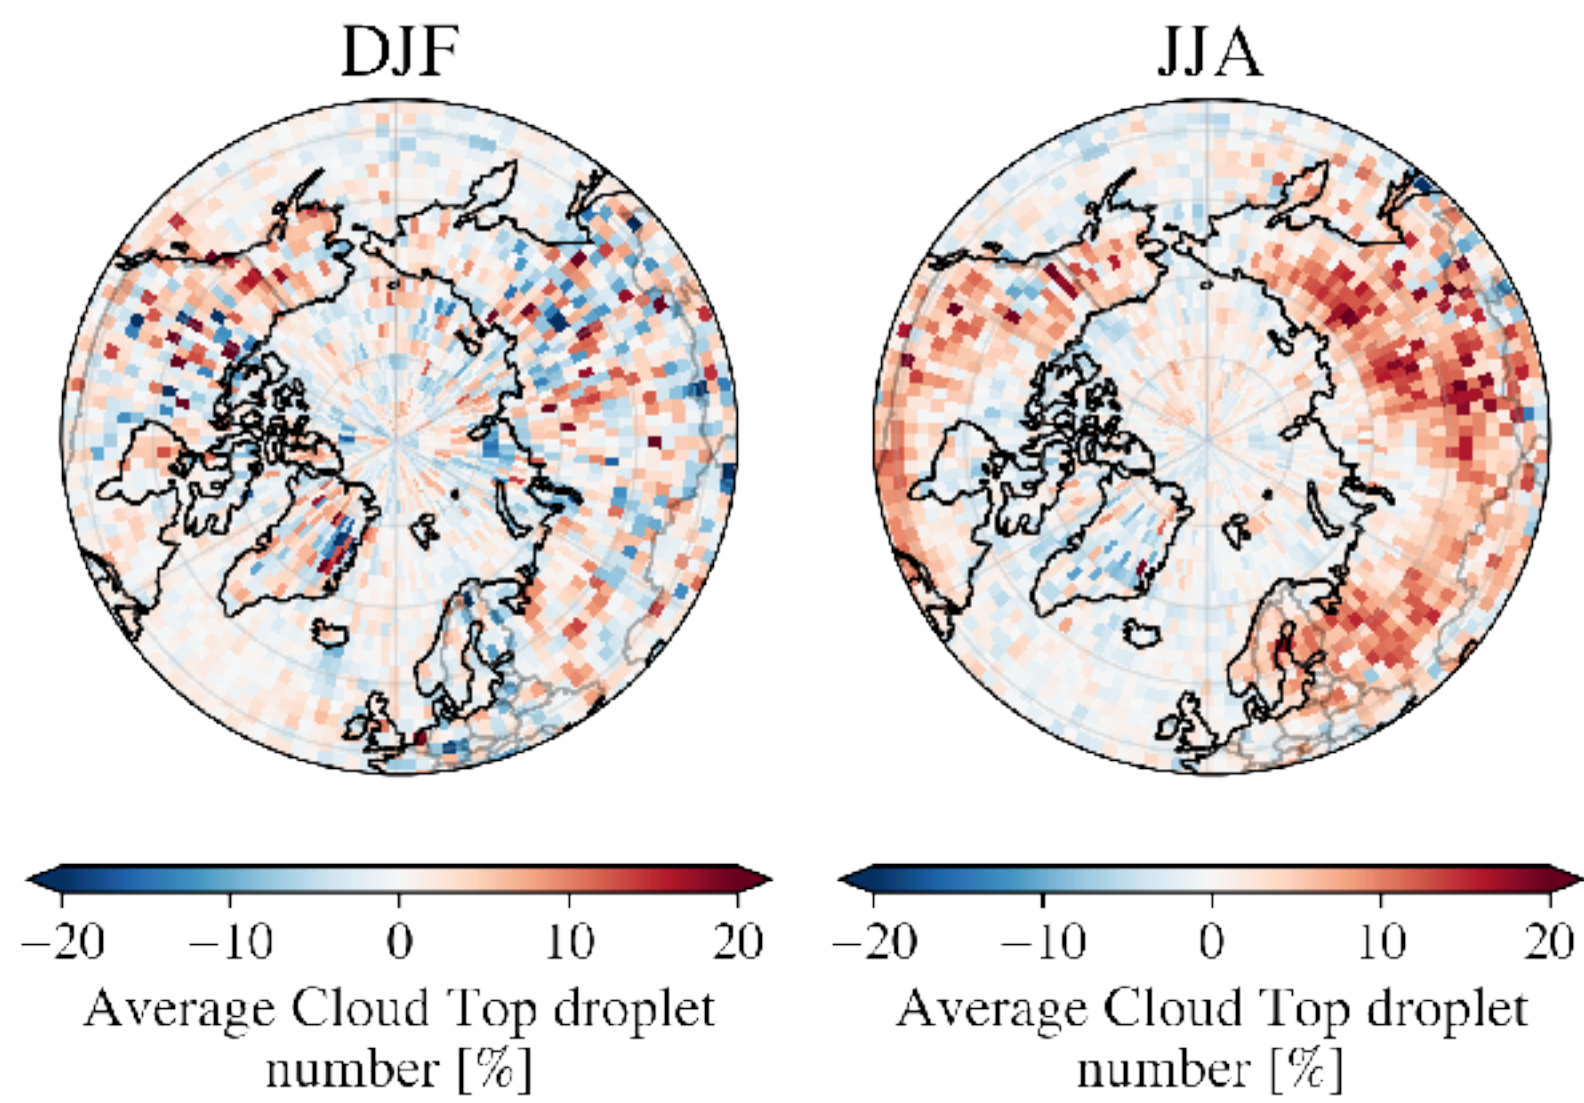 DJF JJA
−20 −10 0 10 20 −20 −10 0 10 20
Average Cloud Top droplet Average Cloud Top droplet
number [%] number [%]